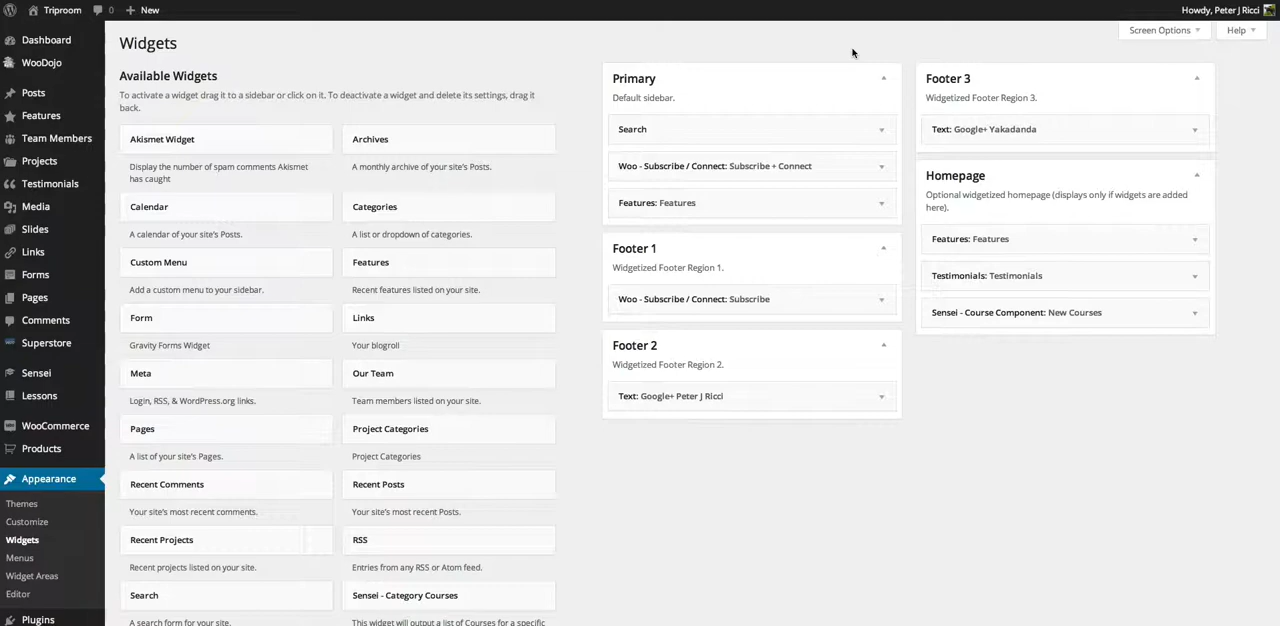 Triproom 0 New Howdy, Peter J Ricci
Screen Options Help
Dashboard
WooDojo
Posts
Features
Team Members
Projects
Testimonials
Media
Slides
Links
Forms
Pages
Comments
Superstore
Sensei
Lessons
WooCommerce
Products
Appearance
Themes
Customize
Widgets
Menus
Widget Areas
Editor
Plugins
Widgets
Available Widgets
To activate a widget drag it to a sidebar or click on it. To deactivate a widget and delete its settings, drag it
back.
Akismet Widget
Display the number of spam comments Akismet
has caught
Archives
A monthly archive of your site's Posts.
Calendar
A calendar of your site's Posts.
Categories
A list or dropdown of categories.
Custom Menu
Add a custom menu to your sidebar.
Features
Recent features listed on your site.
Form
Gravity Forms Widget
Links
Your blogroll
Meta
Login, RSS, & WordPress.org links.
Our Team
Team members listed on your site.
Pages
A list of your site's Pages.
Project Categories
Project Categories
Recent Comments
Your site's most recent comments.
Recent Posts
Your site's most recent Posts.
Recent Projects
Recent projects listed on your site.
RSS
Entries from any RSS or Atom feed.
Search
A search form for your site.
Sensei - Category Courses
This widget will output a list of Courses for a specific
Primary
Default sidebar.
Search
Woo - Subscribe / Connect: Subscribe + Connect
Features: Features
Footer 1
Widgetized Footer Region 1.
Woo - Subscribe / Connect: Subscribe
Footer 2
Widgetized Footer Region 2.
Text: Google+ Peter J Ricci
Footer 3
Widgetized Footer Region 3.
Text: Google+ Yakadanda
Homepage
Optional widgetized homepage (displays only if widgets are added
here).
Features: Features
Testimonials: Testimonials
Sensei - Course Component: New Courses